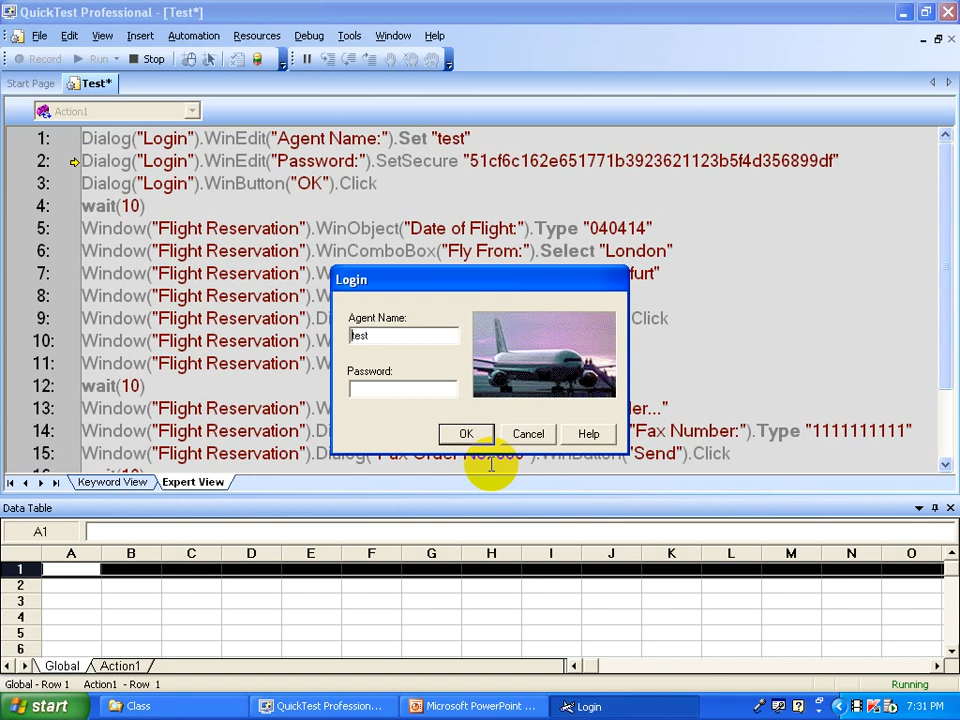 QuickTest Professional - [Test*]
File Edit View Insert Automation Resources Debug Tools Window Help
Record Run Stop
Start Page Test*
Action1
1: Dialog("Login").WinEdit("Agent Name:").Set "test"
2: Dialog("Login").WinEdit("Password:").SetSecure "51cf6c162e651771b3923621123b5f4d356899df"
3: Dialog("Login").WinButton("OK").Click
4: wait(10)
5: Window("Flight Reservation").WinObject("Date of Flight:").Type "040414"
6: Window("Flight Reservation").WinComboBox("Fly From:").Select "London"
7: Window("Flight Reservation").
8: Window("Flight Reservation").
9: Window("Flight Reservation").Di Click
10: Window("Flight Reservation").
11: Window("Flight Reservation").
12: wait(10)
13: Window("Flight Reservation").W der..."
14: Window("Flight Reservation").Di "Fax Number:").Type "1111111111"
15: Window("Flight Reservation").Dialog("Fax Order WinButton("Send").Click
Login
Agent Name:
test
Password:
OK Cancel Help
Keyword View Expert View
Data Table
A1
A B C D E F G H I J K L M N O
1
2
3
4
5
6
Global Action1
Global - Row 1 Action1 - Row 1 Running
start Class QuickTest Professional... Microsoft PowerPoint ... Login 7:31 PM